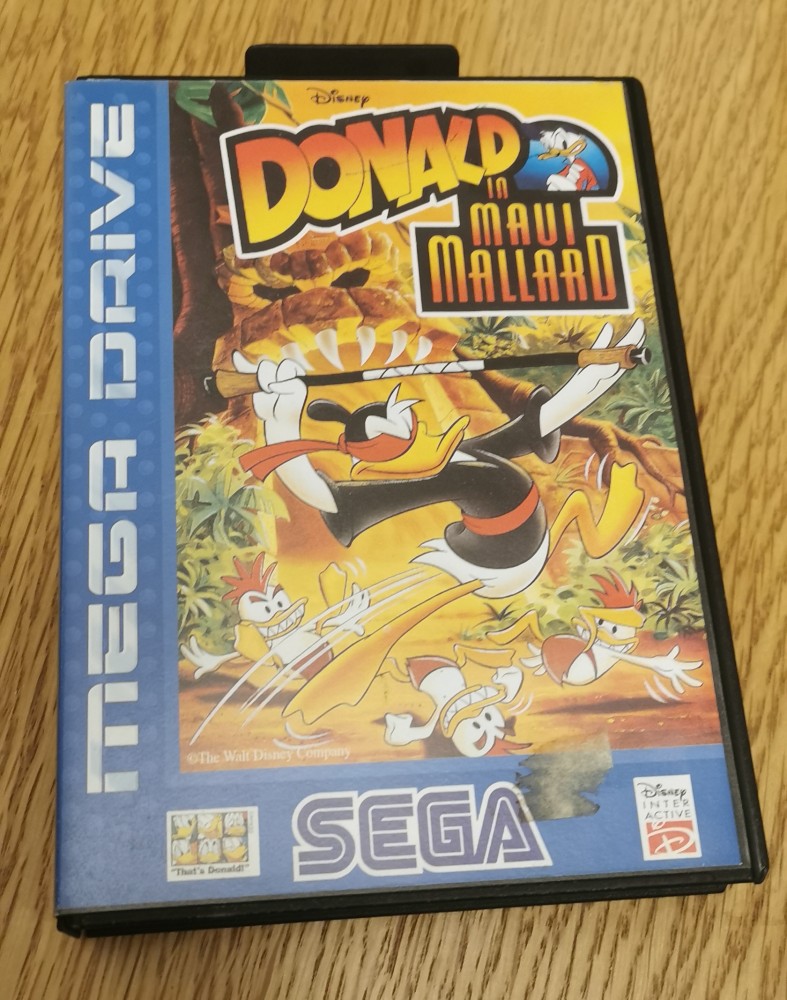 MEGA DRIVE
Disney
DONALD
in
MAUI
MALLARD
©The Walt Disney Company
"That's Donald!"
SEGA
Disney
INTER
ACTIVE
D